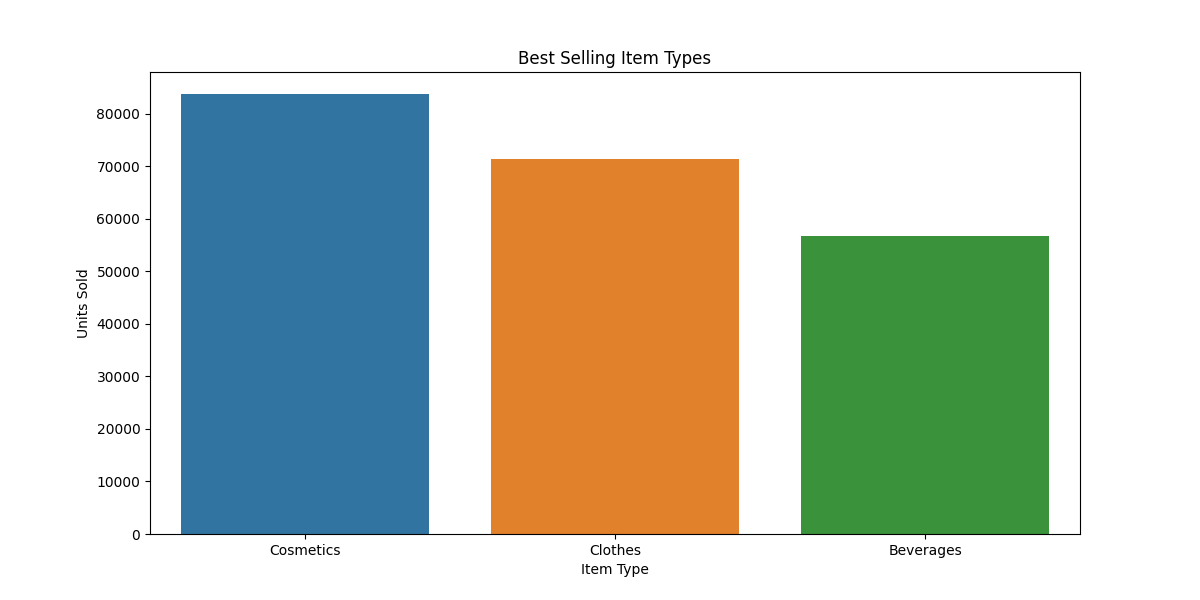 Best Selling Item Types
80000
70000
60000
50000
40000
30000
20000
10000
0
Units Sold
Cosmetics Clothes Beverages
Item Type